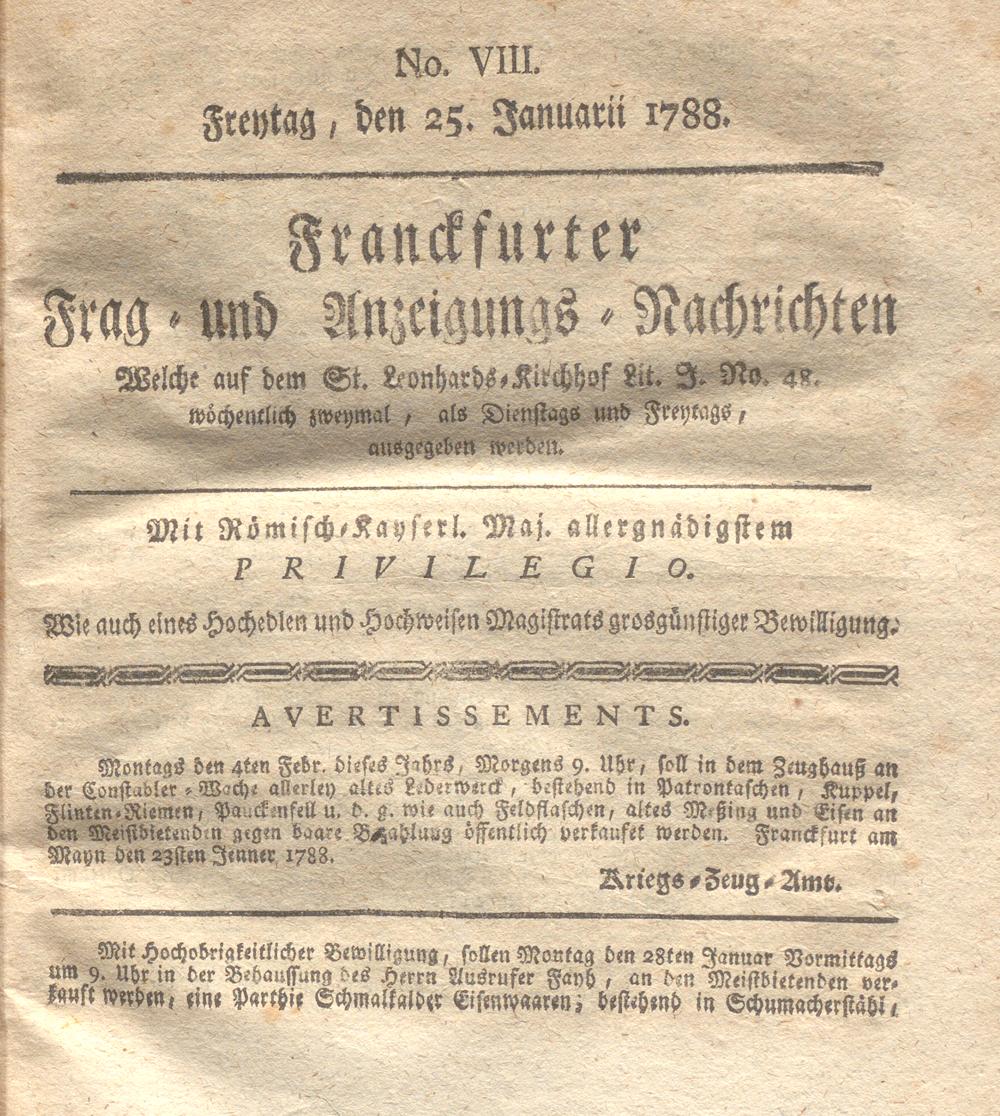 No. VIII.
Freytag, den 25. Januarii 1788.
Franckfurter
Frag- und Anzeigungs-Nachrichten
Welche auf dem St. Leonhards-Kirchhof Lit. J. No. 48.
wöchentlich zweymal, als Dienstags und Freytags,
ausgegeben werden.
Mit Römisch-Kayserl. Maj. allergnädigstem
PRIVILEGIO.
Wie auch eines Hochedlen und Hochweisen Magistrats grosgünstiger Bewilligung.
AVERTISSEMENTS.
Montags den 4ten Febr. dieses Jahrs, Morgens 9. Uhr, soll in dem Zeughauß an
der Constabler-Wache allerley altes Lederwerck, bestehend in Patrontaschen, Kuppel,
Flinten-Riemen, Pauckenfell u. d. g. wie auch Feldflaschen, altes Meßing und Eisen an
den Meistbietenden gegen baare Bezahlung öffentlich verkaufet werden. Franckfurt am
Mayn den 23sten Jenner 1788.
Kriegs-Zeug-Amt.
Mit Hochobrigkeitlicher Bewilligung, sollen Montag den 28ten Januar Vormittags
um 9. Uhr in der Behaussung des Herrn Ausrufer Fayh, an den Meistbietenden ver-
kauft werden, eine Parthie Schmalkalder Eisenwaaren; bestehend in Schumacherstähl,